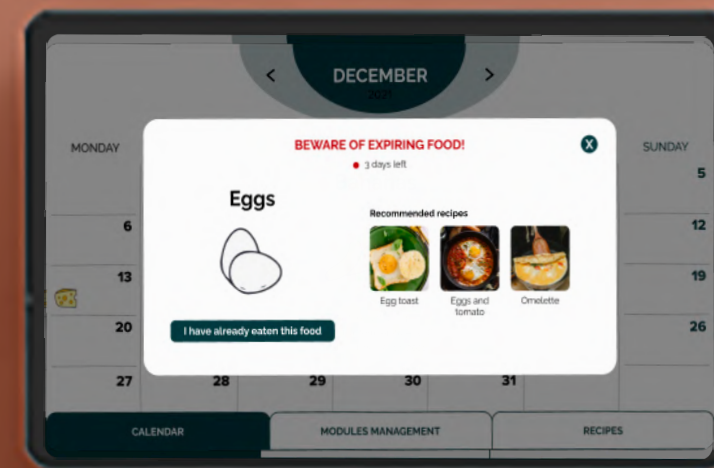 < DECEMBER >
2021
MONDAY
SUNDAY
BEWARE OF EXPIRING FOOD!
X
3 days left
5
Eggs
Recommended recipes
6
12
13
19
Egg toast
Eggs and
tomato
Omelette
20
I have already eaten this food
26
27
28
29
30
31
CALENDAR
MODULES MANAGEMENT
RECIPES